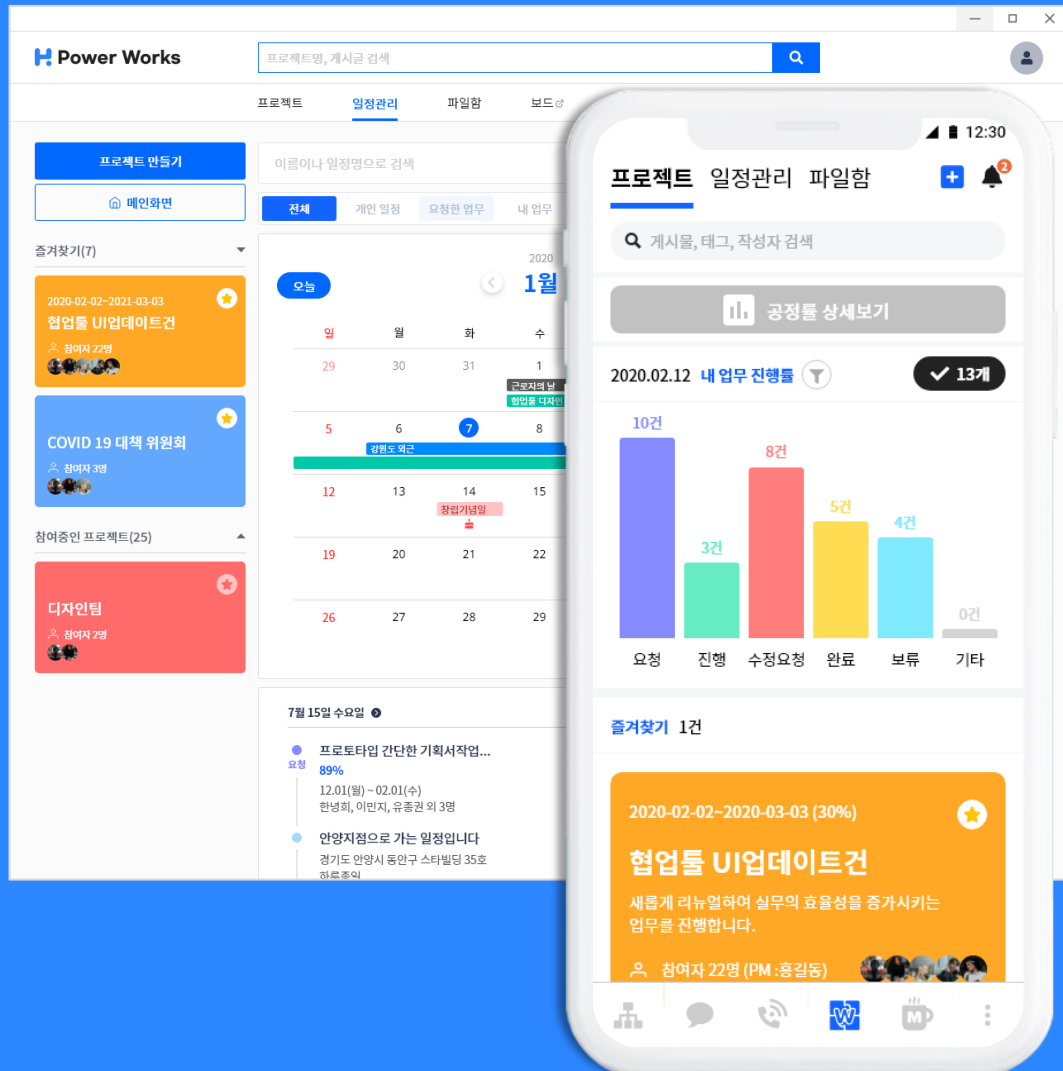 Power Works
프로젝트명, 게시글 검색
프로젝트 일정관리 파일함 보드
프로젝트 만들기
메인화면
즐겨찾기(7)
2020-02-02~2021-03-03
협업툴 UI업데이트건
참여자 22명
COVID 19 대책 위원회
참여자 3명
참여중인 프로젝트(25)
디자인팀
참여자 2명
이름이나 일정명으로 검색
전체 개인 일정 요청한 업무 내 업무
2020
오늘 1월
일 월 화 수
29 30 31 1
근로자의 날
협업툴 디자인
5 6 7 8
강원도 외근
12 13 14 15
창립기념일
19 20 21 22
26 27 28 29
7월 15일 수요일
요청
프로토타입 간단한 기획서작업...
89%
12.01(월) ~ 02.01(수)
한녕희, 이민지, 유종권 외 3명
안양지점으로 가는 일정입니다
경기도 안양시 동안구 스타빌딩 35호
하루종일
12:30
프로젝트 일정관리 파일함
2
게시물, 태그, 작성자 검색
공정률 상세보기
2020.02.12 내 업무 진행률 13개
10건
3건
8건
5건
4건
0건
요청 진행 수정요청 완료 보류 기타
즐겨찾기 1건
2020-02-02~2020-03-03 (30%)
협업툴 UI업데이트건
새롭게 리뉴얼하여 실무의 효율성을 증가시키는
업무를 진행합니다.
참여자 22명 (PM :홍길동)
W
M